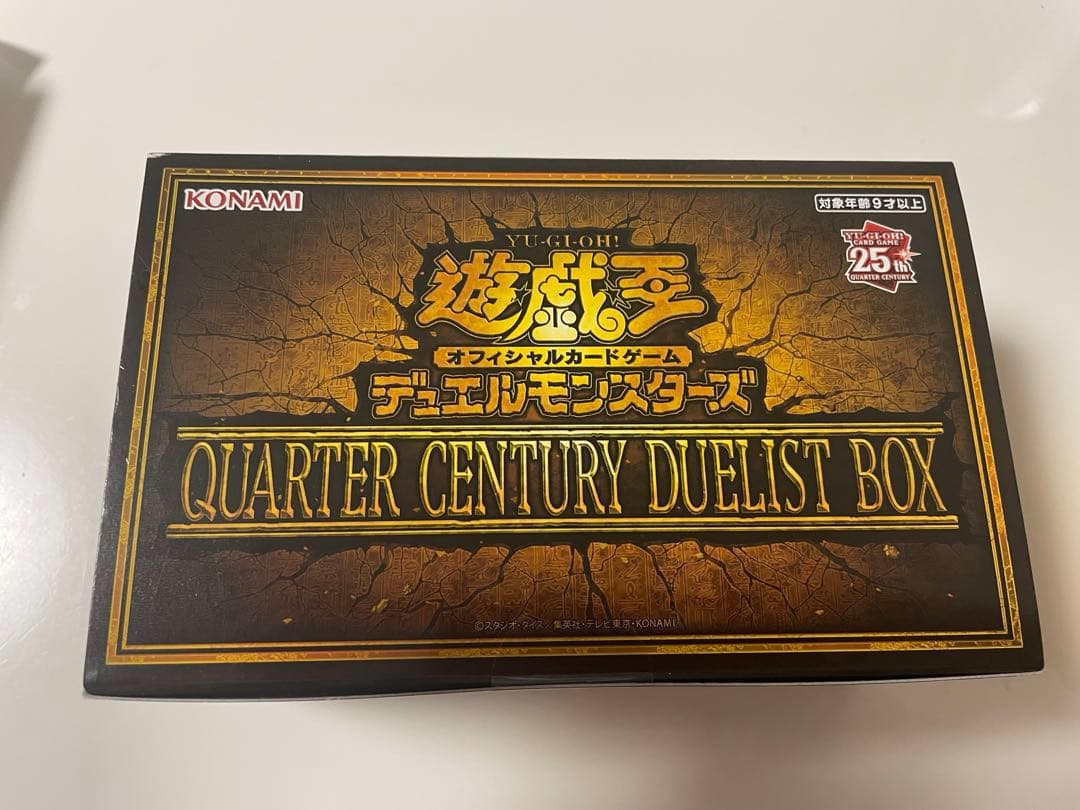 KONAMI
対象年齢9才以上
YU-GI-OH!
CARD GAME
25th
QUARTER CENTURY
YU-GI-OH!
遊戯王
オフィシャルカードゲーム
デュエルモンスターズ
QUARTER CENTURY DUELIST BOX
©スタジオ・ダイス/集英社・テレビ東京・KONAMI